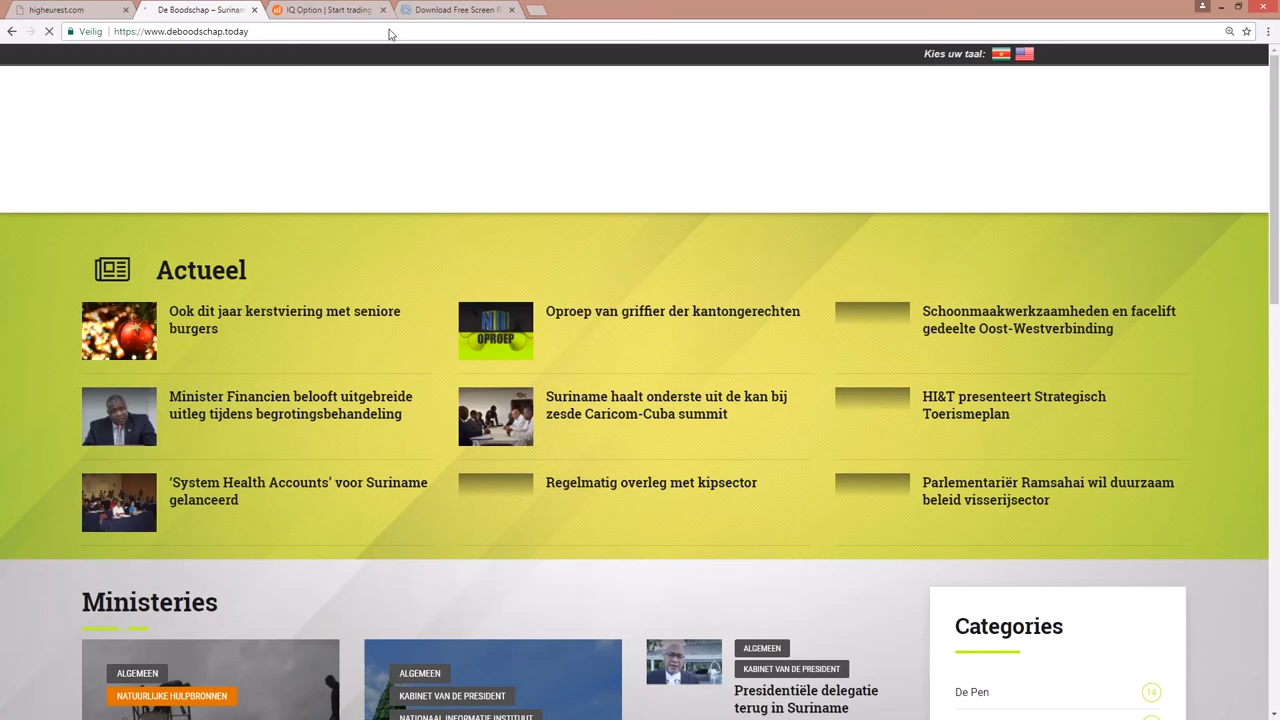 higheurest.com
De Boodschap – Surinam
IQ Option | Start trading
Download Free Screen R
Veilig
https://www.deboodschap.today
Kies uw taal:
Actueel
Ook dit jaar kerstviering met seniore
burgers
Oproep van griffier der kantongerechten
OPROEP
Schoonmaakwerkzaamheden en facelift
gedeelte Oost-Westverbinding
Minister Financien belooft uitgebreide
uitleg tijdens begrotingsbehandeling
Suriname haalt onderste uit de kan bij
zesde Caricom-Cuba summit
HI&T presenteert Strategisch
Toerismeplan
‘System Health Accounts’ voor Suriname
gelanceerd
Regelmatig overleg met kipsector
Parlementariër Ramsahai wil duurzaam
beleid visserijsector
Ministeries
ALGEMEEN
NATUURLIJKE HULPBRONNEN
ALGEMEEN
KABINET VAN DE PRESIDENT
NATIONAAL INFORMATIE INSTITUUT
ALGEMEEN
KABINET VAN DE PRESIDENT
Presidentiële delegatie
terug in Suriname
Categories
De Pen
14